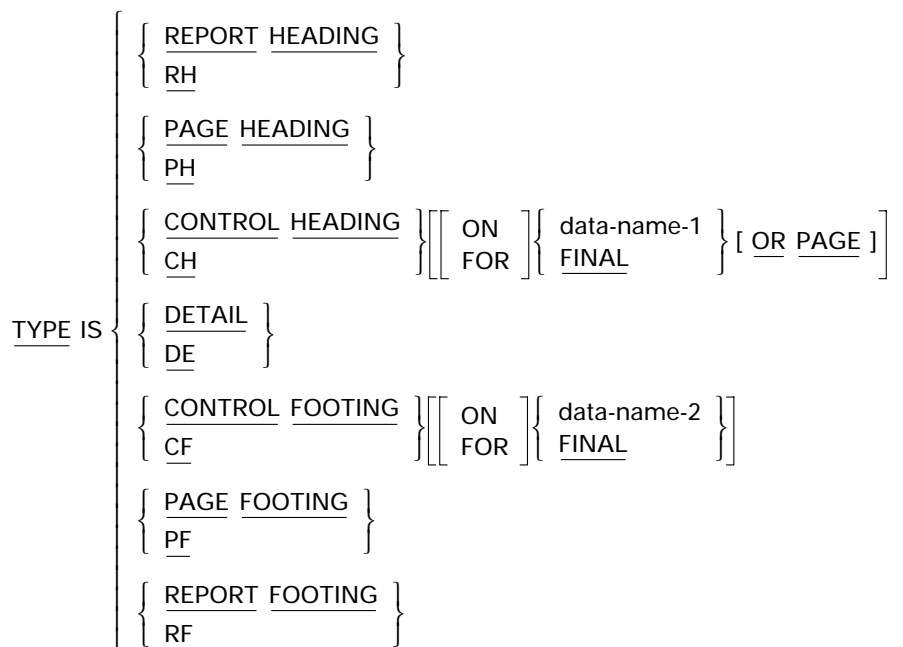 REPORT HEADING
RH
PAGE HEADING
PH
CONTROL HEADING ON data-name-1 [ OR PAGE ]
CH FOR FINAL
TYPE IS DETAIL
DE
CONTROL FOOTING ON data-name-2
CF FOR FINAL
PAGE FOOTING
PF
REPORT FOOTING
RF